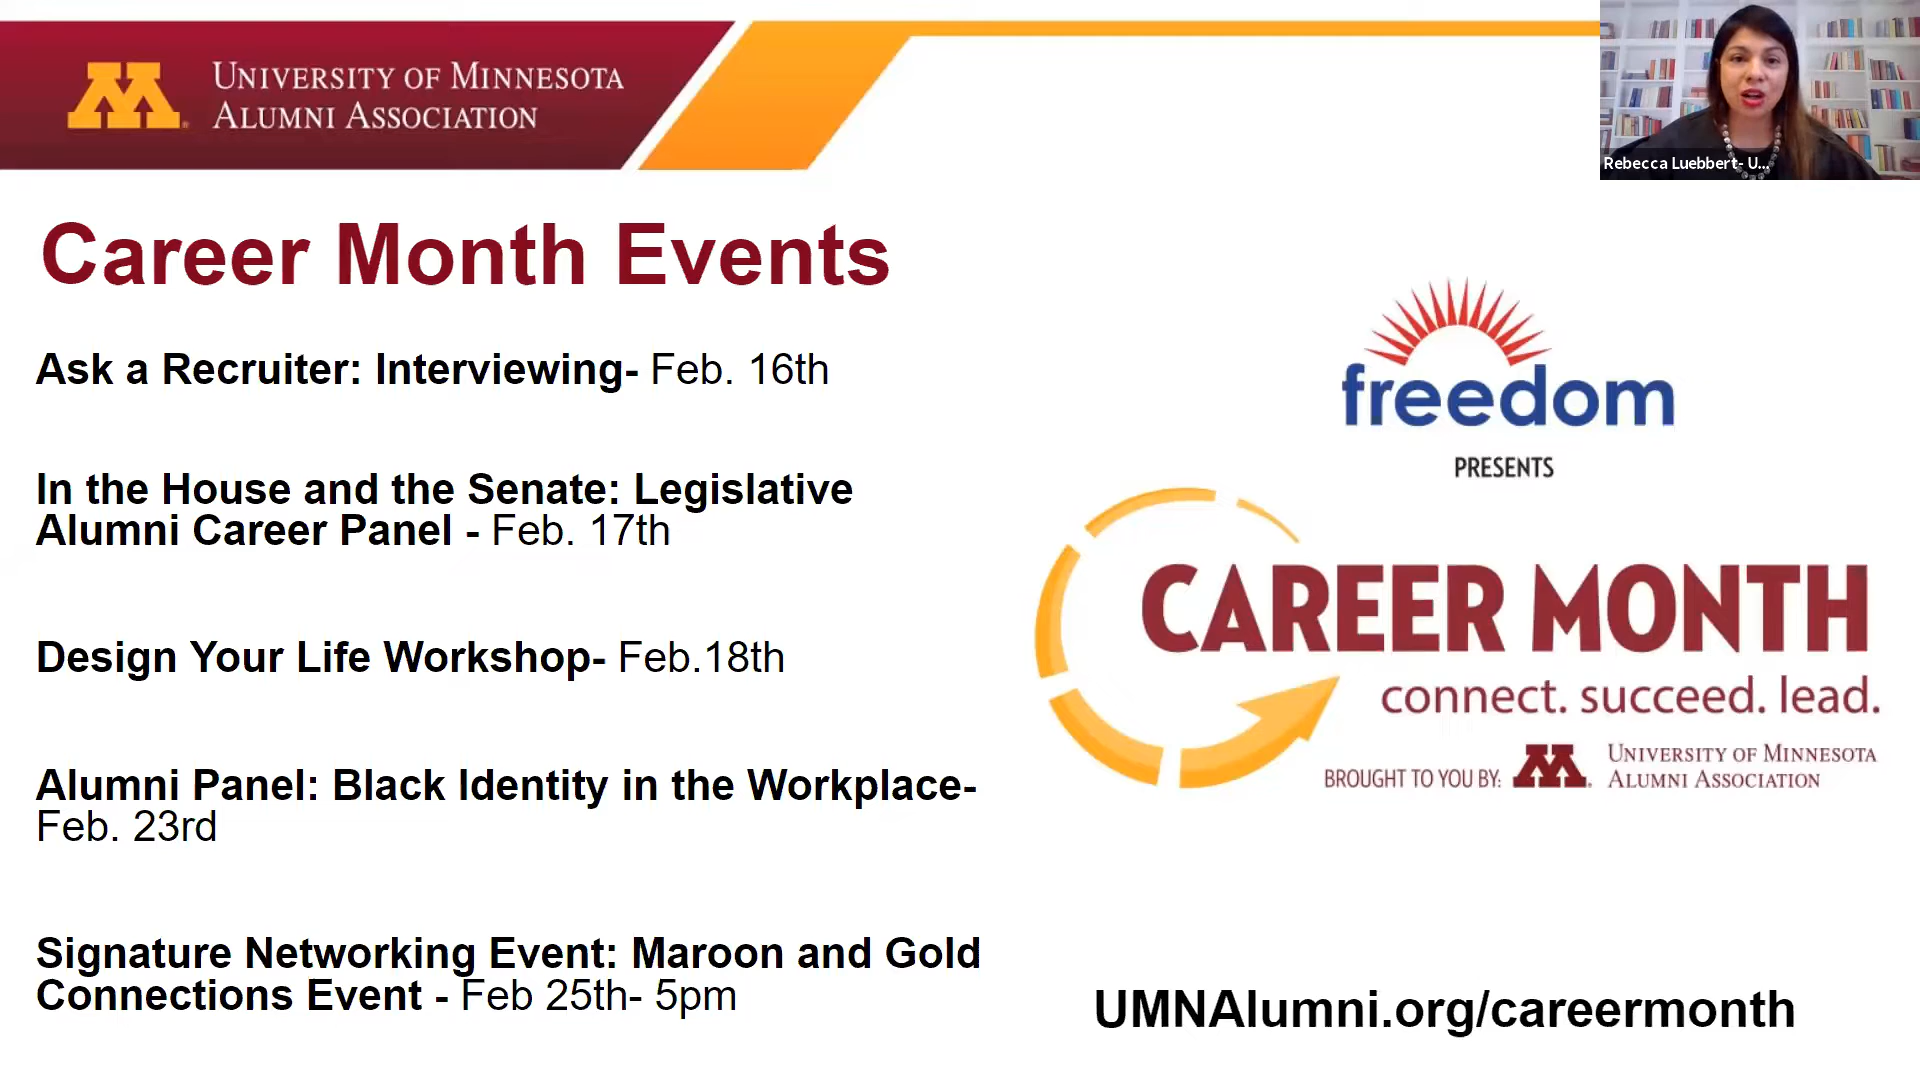 UNIVERSITY OF MINNESOTA
ALUMNI ASSOCIATION
Rebecca Luebbert- U...
Career Month Events
Ask a Recruiter: Interviewing- Feb. 16th
In the House and the Senate: Legislative
Alumni Career Panel - Feb. 17th
Design Your Life Workshop- Feb.18th
Alumni Panel: Black Identity in the Workplace-
Feb. 23rd
Signature Networking Event: Maroon and Gold
Connections Event - Feb 25th- 5pm
freedom
PRESENTS
CAREER MONTH
connect. succeed. lead.
BROUGHT TO YOU BY: M
UNIVERSITY OF MINNESOTA
ALUMNI ASSOCIATION
UMNAlumni.org/careermonth